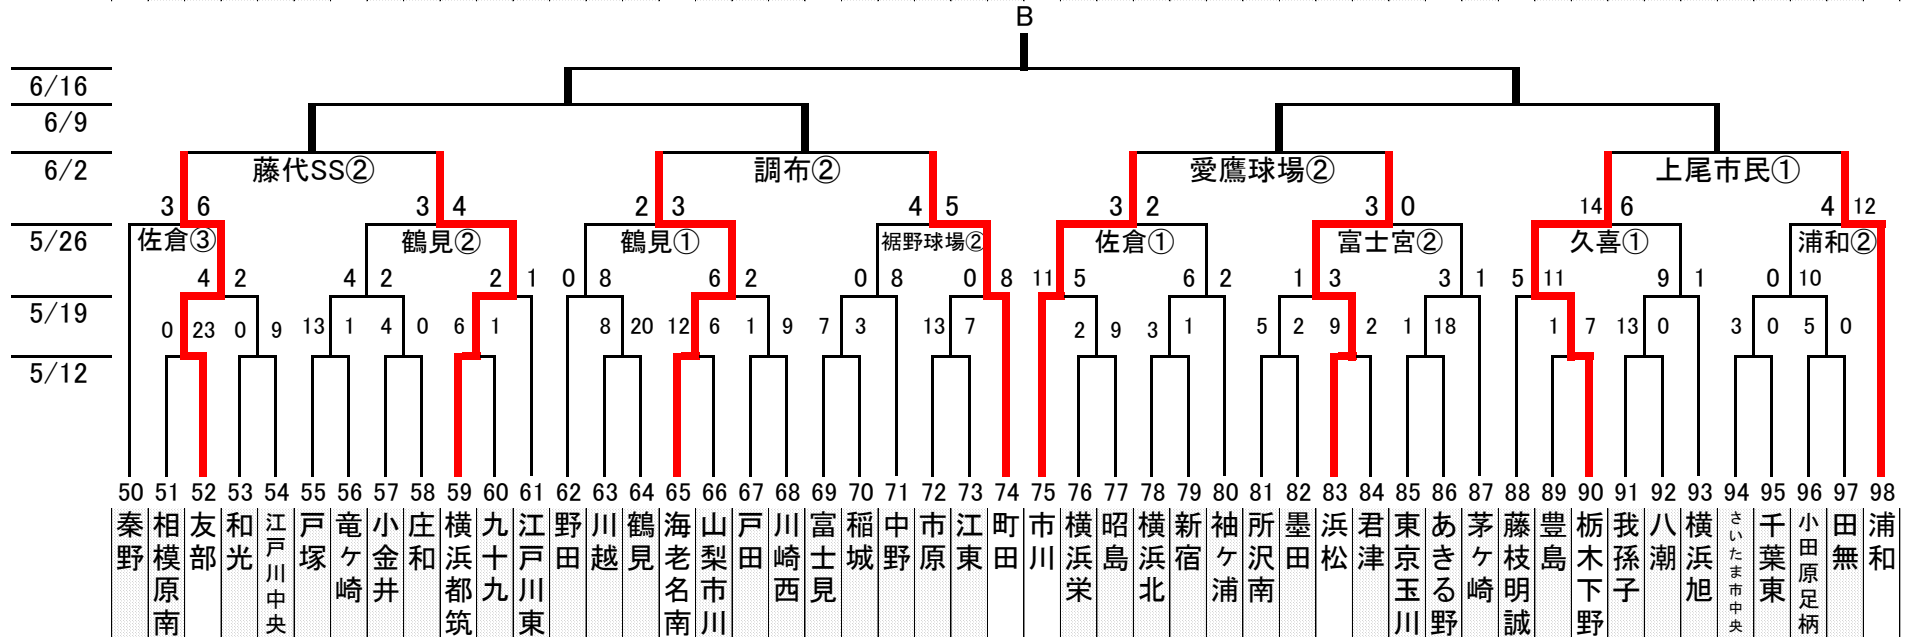 B
6/16
6/9
6/2
藤代SS② 調布② 愛鷹球場② 上尾市民①
3 6 3 4 2 3 4 5 3 2 3 0 14 6 4 12
5/26
佐倉③ 鶴見② 鶴見① 裾野球場② 佐倉① 富士宮② 久喜① 浦和②
4 2 4 2 2 1 0 8 6 2 0 8 0 8 11 5 6 2 1 3 3 1 5 11 9 1 0 10
5/19
0 23 0 9 13 1 4 0 6 1 8 20 12 6 1 9 7 3 13 7 2 9 3 1 5 2 9 2 1 18 1 7 13 0 3 0 5 0
5/12
50 51 52 53 54 55 56 57 58 59 60 61 62 63 64 65 66 67 68 69 70 71 72 73 74 75 76 77 78 79 80 81 82 83 84 85 86 87 88 89 90 91 92 93 94 95 96 97 98
秦野
相模原南
友部
和光
江戸川中央
戸塚
竜ヶ崎
小金井
庄和
横浜都筑
九十九
江戸川東
野田
川越
鶴見
海老名南
山梨市川
戸田
川崎西
富士見
稲城
中野
市原
江東
町田
市川
横浜栄
昭島
横浜北
新宿
袖ヶ浦
所沢南
墨田
浜松
君津
東京玉川
あきる野
茅ヶ崎
藤枝明誠
豊島
栃木下野
我孫子
八潮
横浜旭
さいたま市中央
千葉東
小田原足柄
田無
浦和